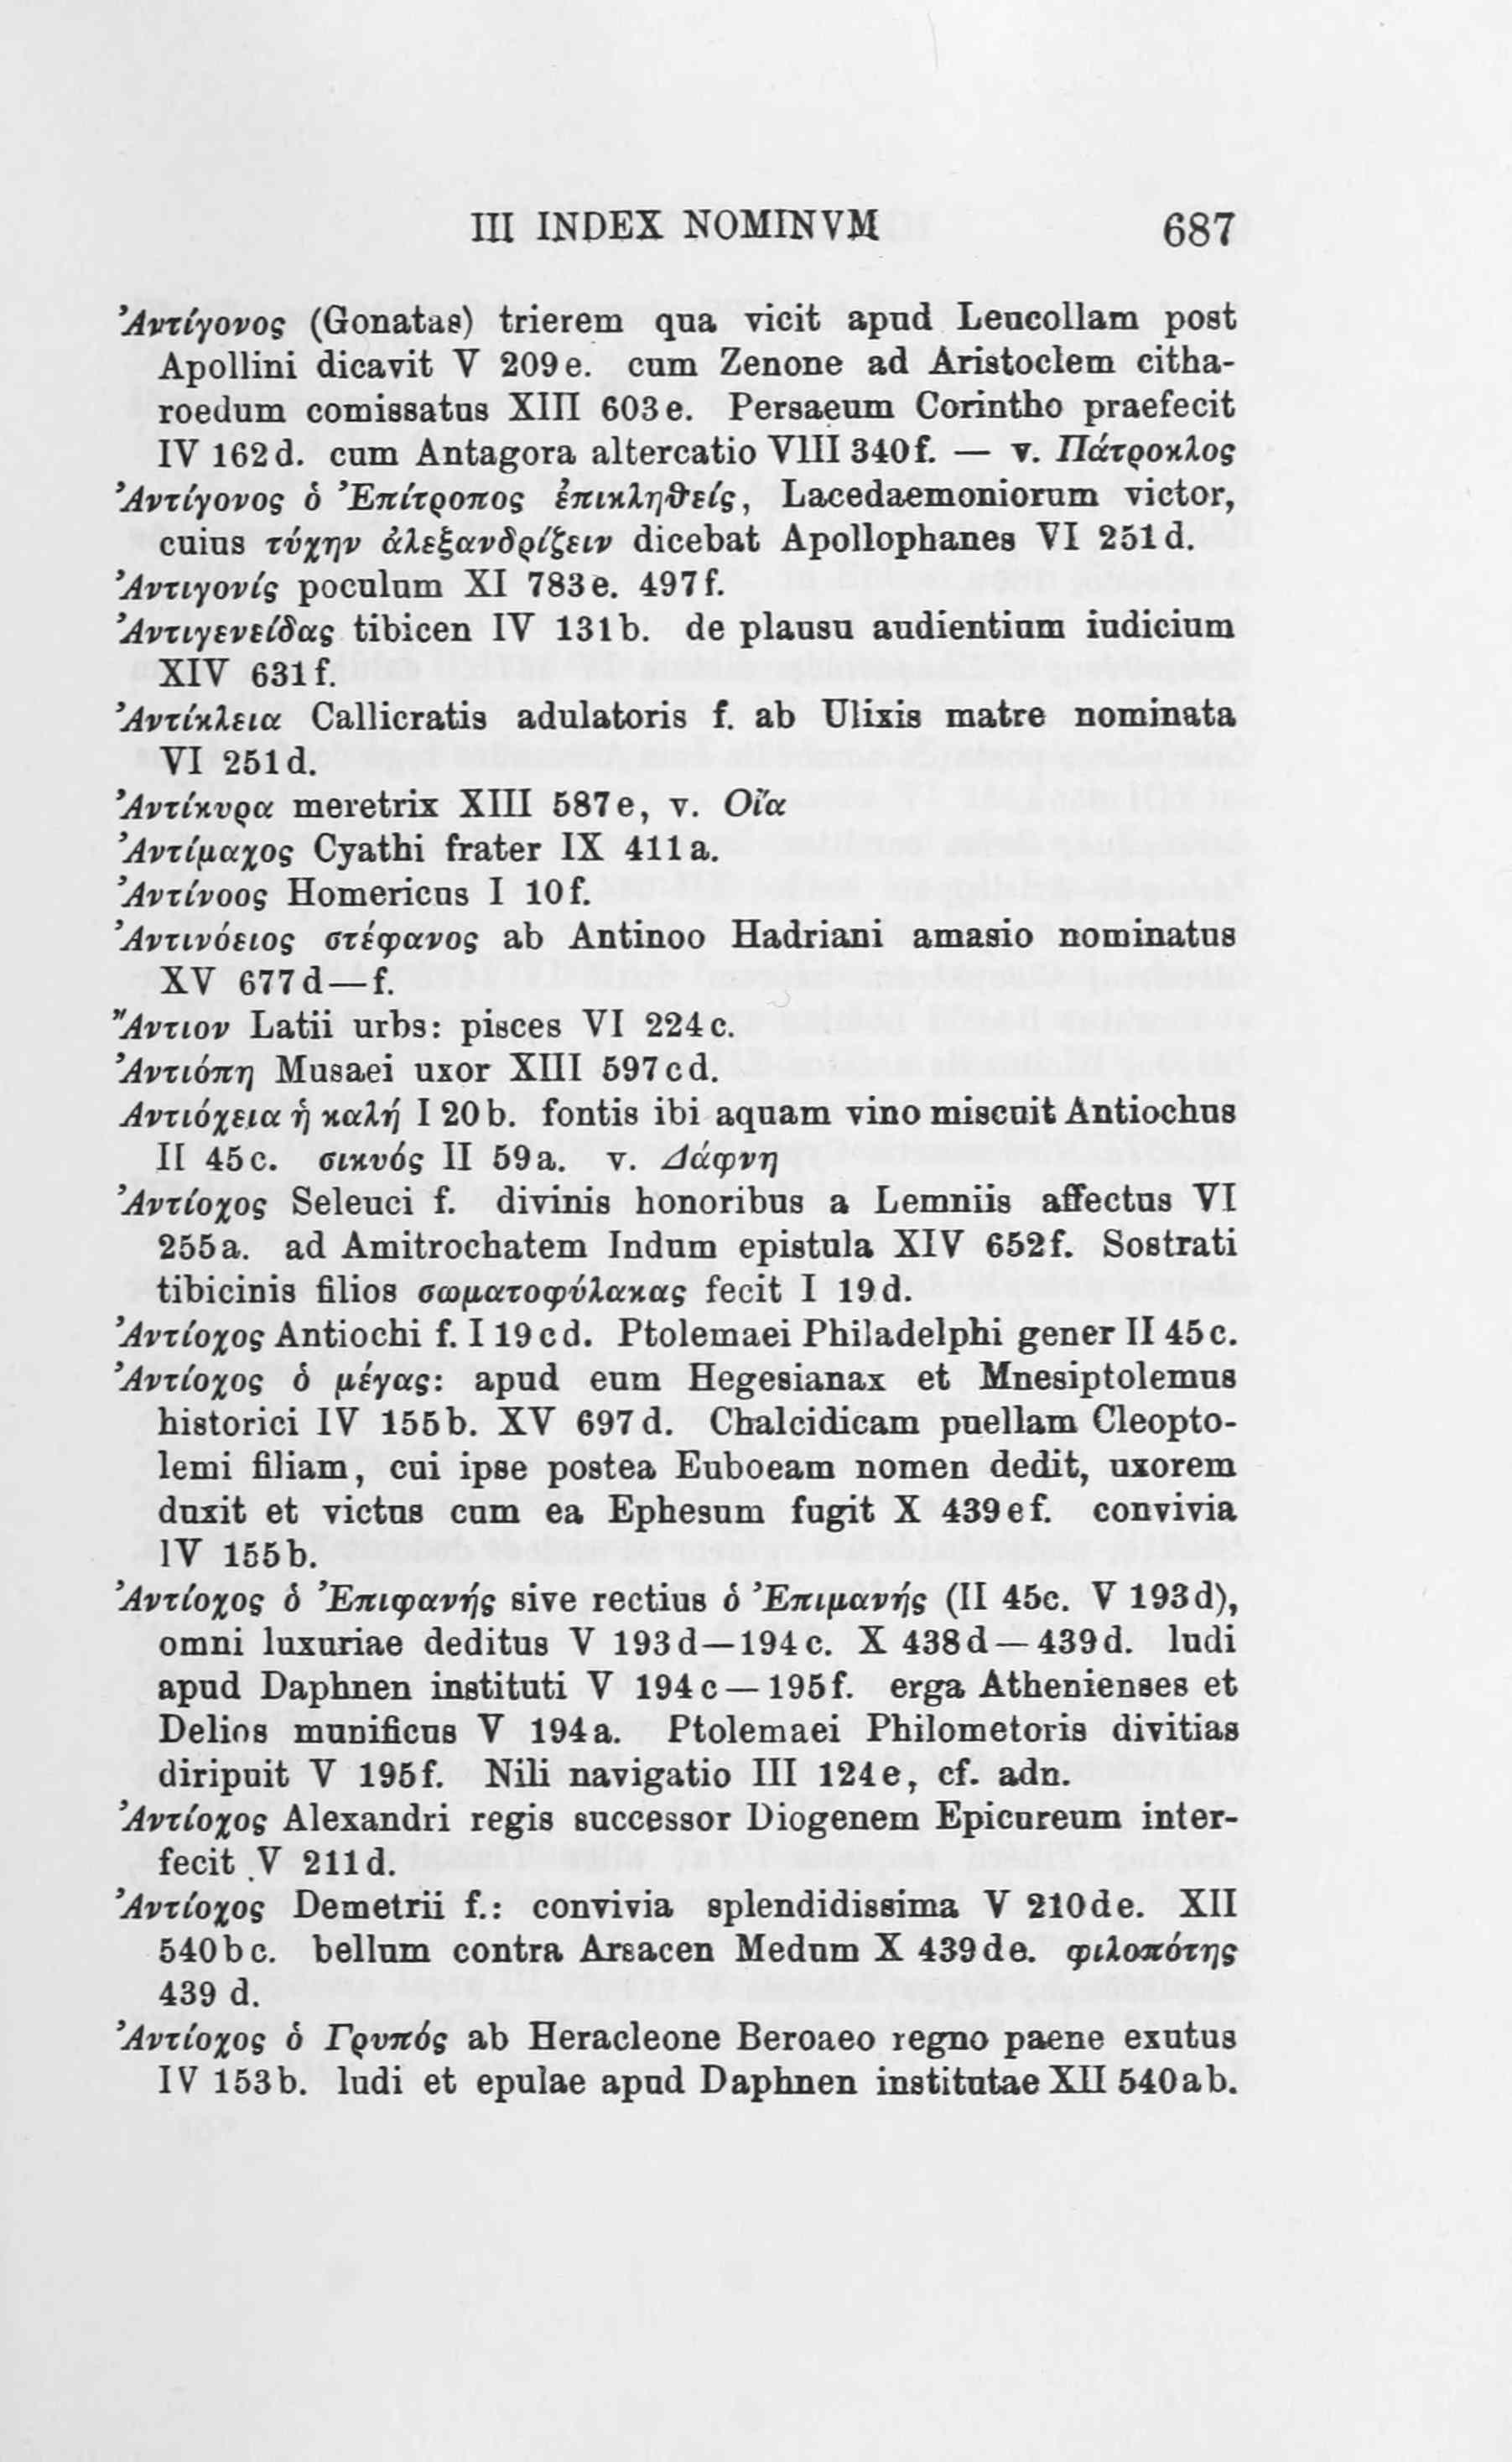 III INDEX NOMINVM 687
Ἀντίγονος (Gonatas) trierem qua vicit apud Leucollam post
Apollini dicavit V 209e. cum Zenone ad Aristoclem citha-
roedum comissatus XIII 603e. Persaeum Corintho praefecit
IV 162d. cum Antagora altercatio VIII 340f. — v. Πάτροκλος
Ἀντίγονος ὁ Ἐπίτροπος ἐπικληθείς, Lacedaemoniorum victor,
cuius τύχην ἀλεξανδρίζειν dicebat Apollophanes VI 251d.
Ἀντιγονίς poculum XI 783e. 497f.
Ἀντιγενείδας tibicen IV 131b. de plausu audientium iudicium
XIV 631f.
Ἀντίκλεια Callicratis adulatoris f. ab Ulixis matre nominata
VI 251d.
Ἀντίκυρα meretrix XIII 587e, v. Οἴα
Ἀντίμαχος Cyathi frater IX 411a.
Ἀντίνοος Homericus I 10f.
Ἀντινόειος στέφανος ab Antinoo Hadriani amasio nominatus
XV 677d—f.
Ἄντιον Latii urbs: pisces VI 224c.
Ἀντιόπη Musaei uxor XIII 597cd.
Αντιόχεια ἡ καλή I 20b. fontis ibi aquam vino miscuit Antiochus
II 45c. σικυός II 59a. v. Δάφνη
Ἀντίοχος Seleuci f. divinis honoribus a Lemniis affectus VI
255a. ad Amitrochatem Indum epistula XIV 652f. Sostrati
tibicinis filios σωματοφύλακας fecit I 19d.
Ἀντίοχος Antiochi f. I 19cd. Ptolemaei Philadelphi gener II 45c.
Ἀντίοχος ὁ μέγας: apud eum Hegesianax et Mnesiptolemus
historici IV 155b. XV 697d. Chalcidicam puellam Cleopto-
lemi filiam, cui ipse postea Euboeam nomen dedit, uxorem
duxit et victus cum ea Ephesum fugit X 439ef. convivia
IV 155b.
Ἀντίοχος ὁ Ἐπιφανής sive rectius ὁ Ἐπιμανής (II 45c. V 193d),
omni luxuriae deditus V 193d—194c. X 438d—439d. ludi
apud Daphnen instituti V 194c—195f. erga Athenienses et
Delios munificus V 194a. Ptolemaei Philometoris divitias
diripuit V 195f. Nili navigatio III 124e, cf. adn.
Ἀντίοχος Alexandri regis successor Diogenem Epicureum inter-
fecit V 211d.
Ἀντίοχος Demetrii f.: convivia splendidissima V 210de. XII
540bc. bellum contra Arsacen Medum X 439de. φιλοπότης
439 d.
Ἀντίοχος ὁ Γρυπός ab Heracleone Beroaeo regno paene exutus
IV 153b. ludi et epulae apud Daphnen institutae XII 540ab.